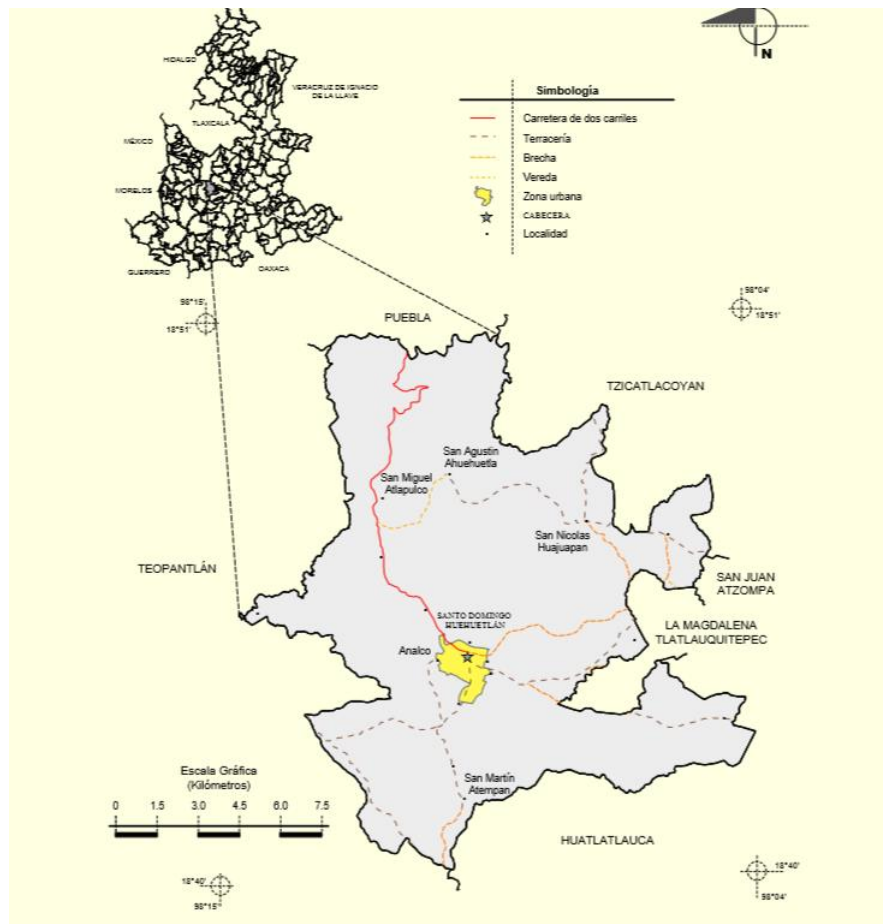 N
HIDALGO
VERACRUZ DE IGNACIO
DE LA LLAVE
TLAXCALA
MÉXICO
MORELOS
GUERRERO
OAXACA
Simbología
Carretera de dos carriles
Terracería
Brecha
Vereda
Zona urbana
CABECERA
Localidad
98°15'
18°51'
98°04'
18°51'
PUEBLA
TZICATLACOYAN
San Agustín
Ahuehuetla
San Miguel
Atlapulco
San Nicolas
Huajuapan
TEOPANTLÁN
SAN JUAN
ATZOMPA
SANTO DOMINGO
HUEHUETLÁN
LA MAGDALENA
TLATLAUQUITEPEC
Analco
Escala Gráfica
(Kilómetros)
0 1.5 3.0 4.5 6.0 7.5
San Martín
Atempan
HUATLATLAUCA
18°40'
98°15'
18°40'
98°04'